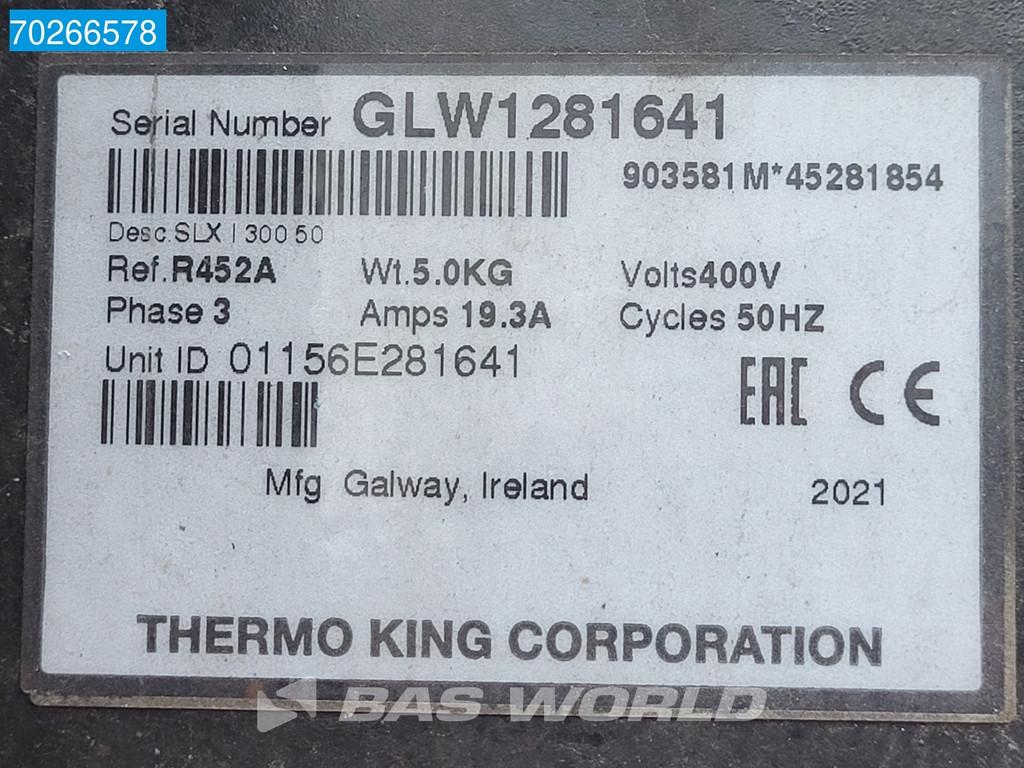 70266578
Serial Number GLW1281641
903581M*45281854
Desc.SLX I 300 50
Ref.R452A Wt.5.0KG Volts400V
Phase 3 Amps 19.3A Cycles 50HZ
Unit ID 01156E281641
EAC CE
Mfg Galway, Ireland 2021
THERMO KING CORPORATION
BAS WORLD